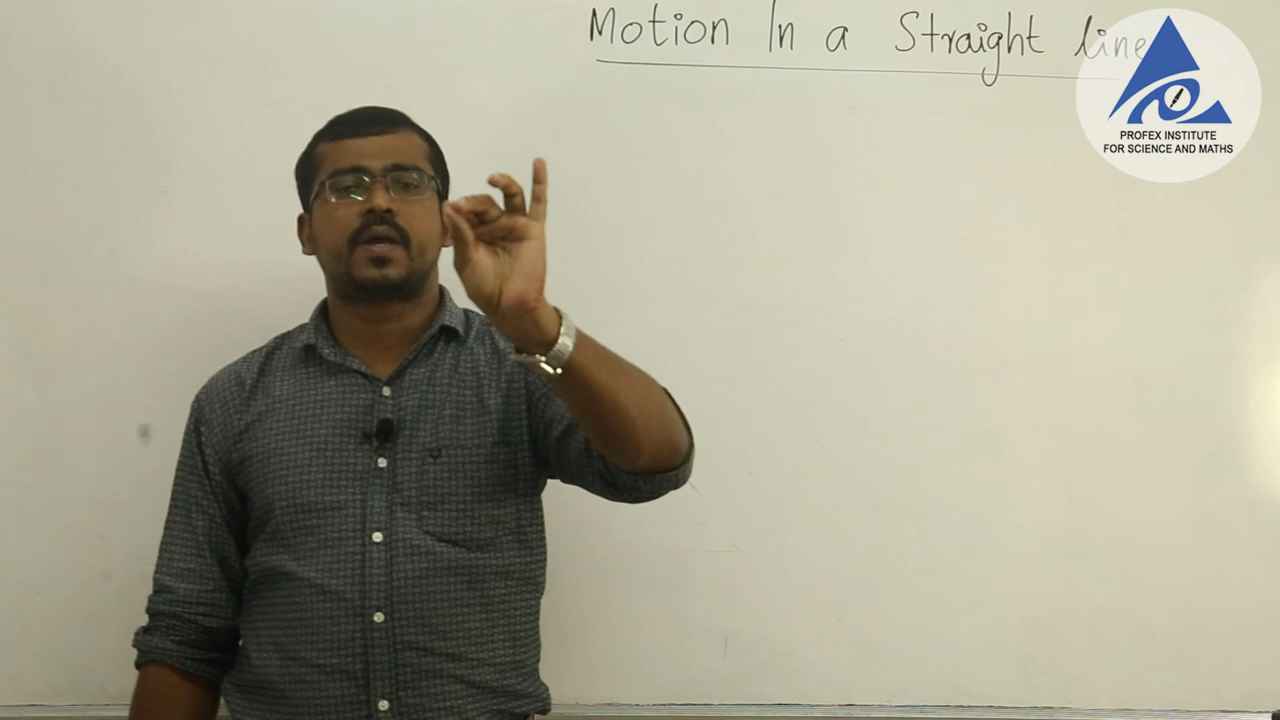 Motion In a Straight line
PROFEX INSTITUTE
FOR SCIENCE AND MATHS